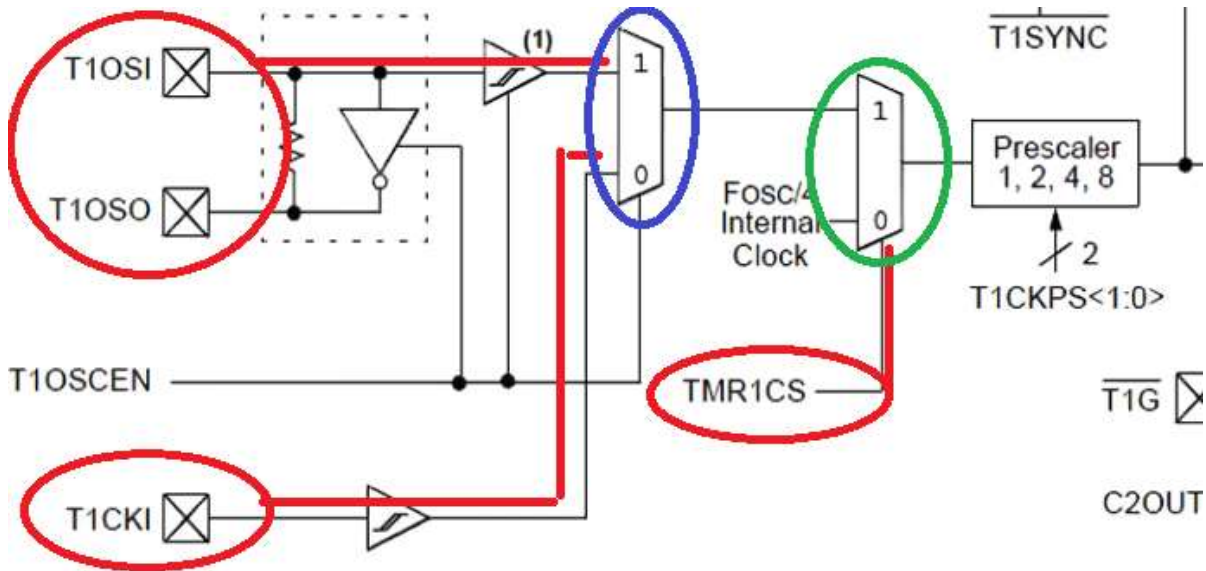 T1OSI
(1)
1
0
T1OSO
T1OSCEN
T1CKI
1
0
FOSC/4
Internal
Clock
TMR1CS
T1SYNC
Prescaler
1, 2, 4, 8
2
T1CKPS<1:0>
T1G
C2OUT